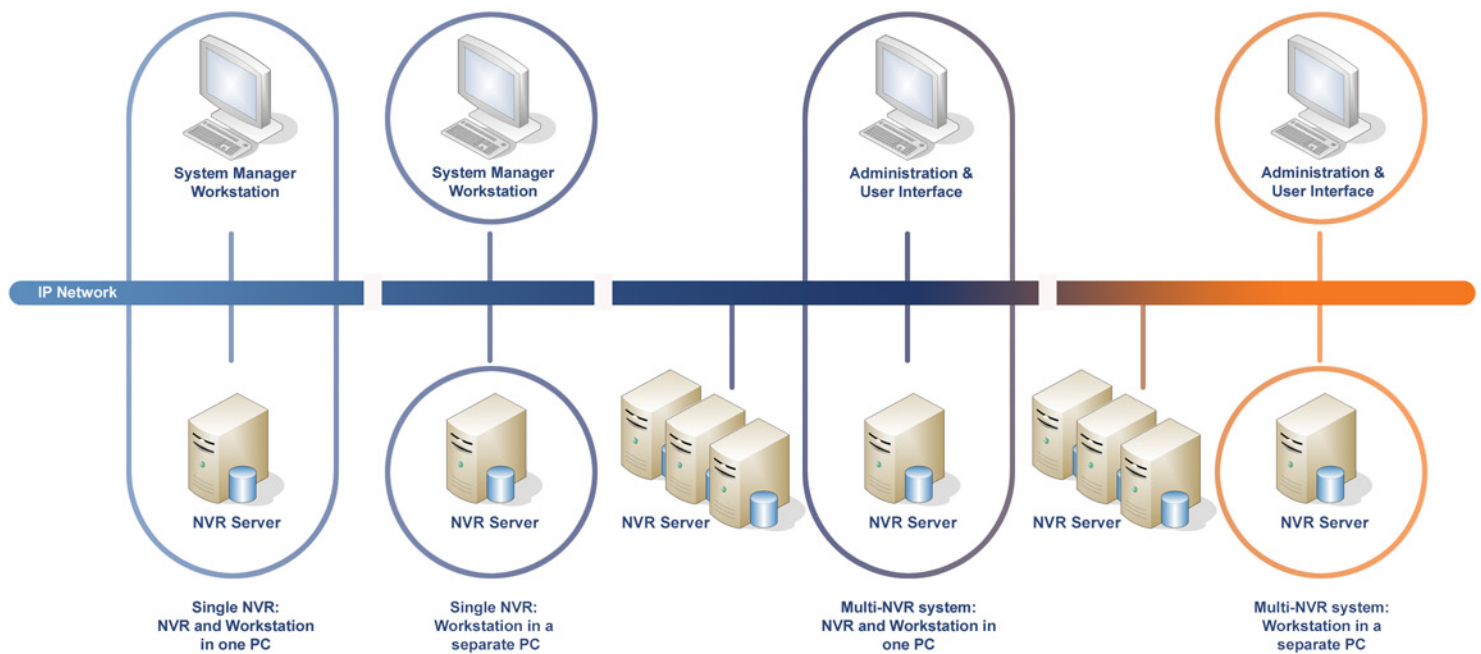 System Manager
Workstation
System Manager
Workstation
Administration &
User Interface
Administration &
User Interface
IP Network
NVR Server
NVR Server
NVR Server
NVR Server
NVR Server
NVR Server
Single NVR:
NVR and Workstation
in one PC
Single NVR:
Workstation in a
separate PC
Multi-NVR system:
NVR and Workstation in
one PC
Multi-NVR system:
Workstation in a
separate PC